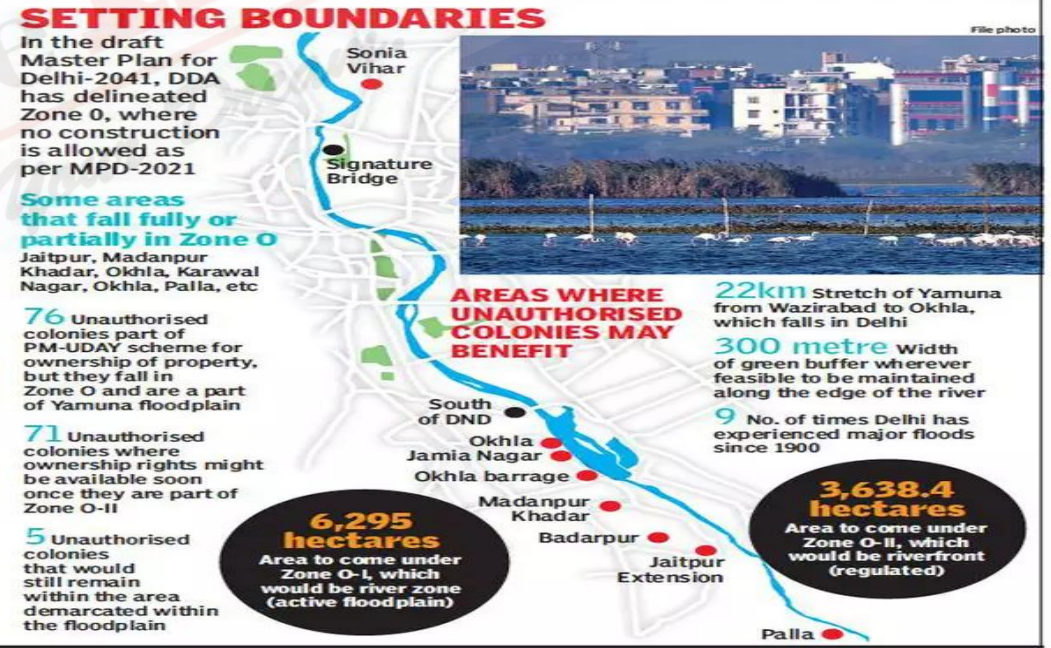 SETTING BOUNDARIES
In the draft
Master Plan for
Delhi-2041, DDA
has delineated
Zone 0, where
no construction
is allowed as
per MPD-2021
Some areas
that fall fully or
partially in Zone O
Jaitpur, Madanpur
Khadar, Okhla, Karawal
Nagar, Okhla, Palla, etc
76 Unauthorised
colonies part of
PM-UDAY scheme for
ownership of property,
but they fall in
Zone O and are a part
of Yamuna floodplain
71 Unauthorised
colonies where
ownership rights might
be available soon
once they are part of
Zone O-II
5 Unauthorised
colonies
that would
still remain
within the area
demarcated within
the floodplain
Sonia
Vihar
Signature
Bridge
File photo
AREAS WHERE
UNAUTHORISED
COLONIES MAY
BENEFIT
South
of DND
Okhla
Jamia Nagar
Okhla barrage
Madanpur
Khadar
Badarpur
Jaitpur
Extension
Palla
6,295
hectares
Area to come under
Zone O-I, which
would be river zone
(active floodplain)
22km Stretch of Yamuna
from Wazirabad to Okhla,
which falls in Delhi
300 metre Width
of green buffer wherever
feasible to be maintained
along the edge of the river
9 No. of times Delhi has
experienced major floods
since 1900
3,638.4
hectares
Area to come under
Zone O-II, which
would be riverfront
(regulated)